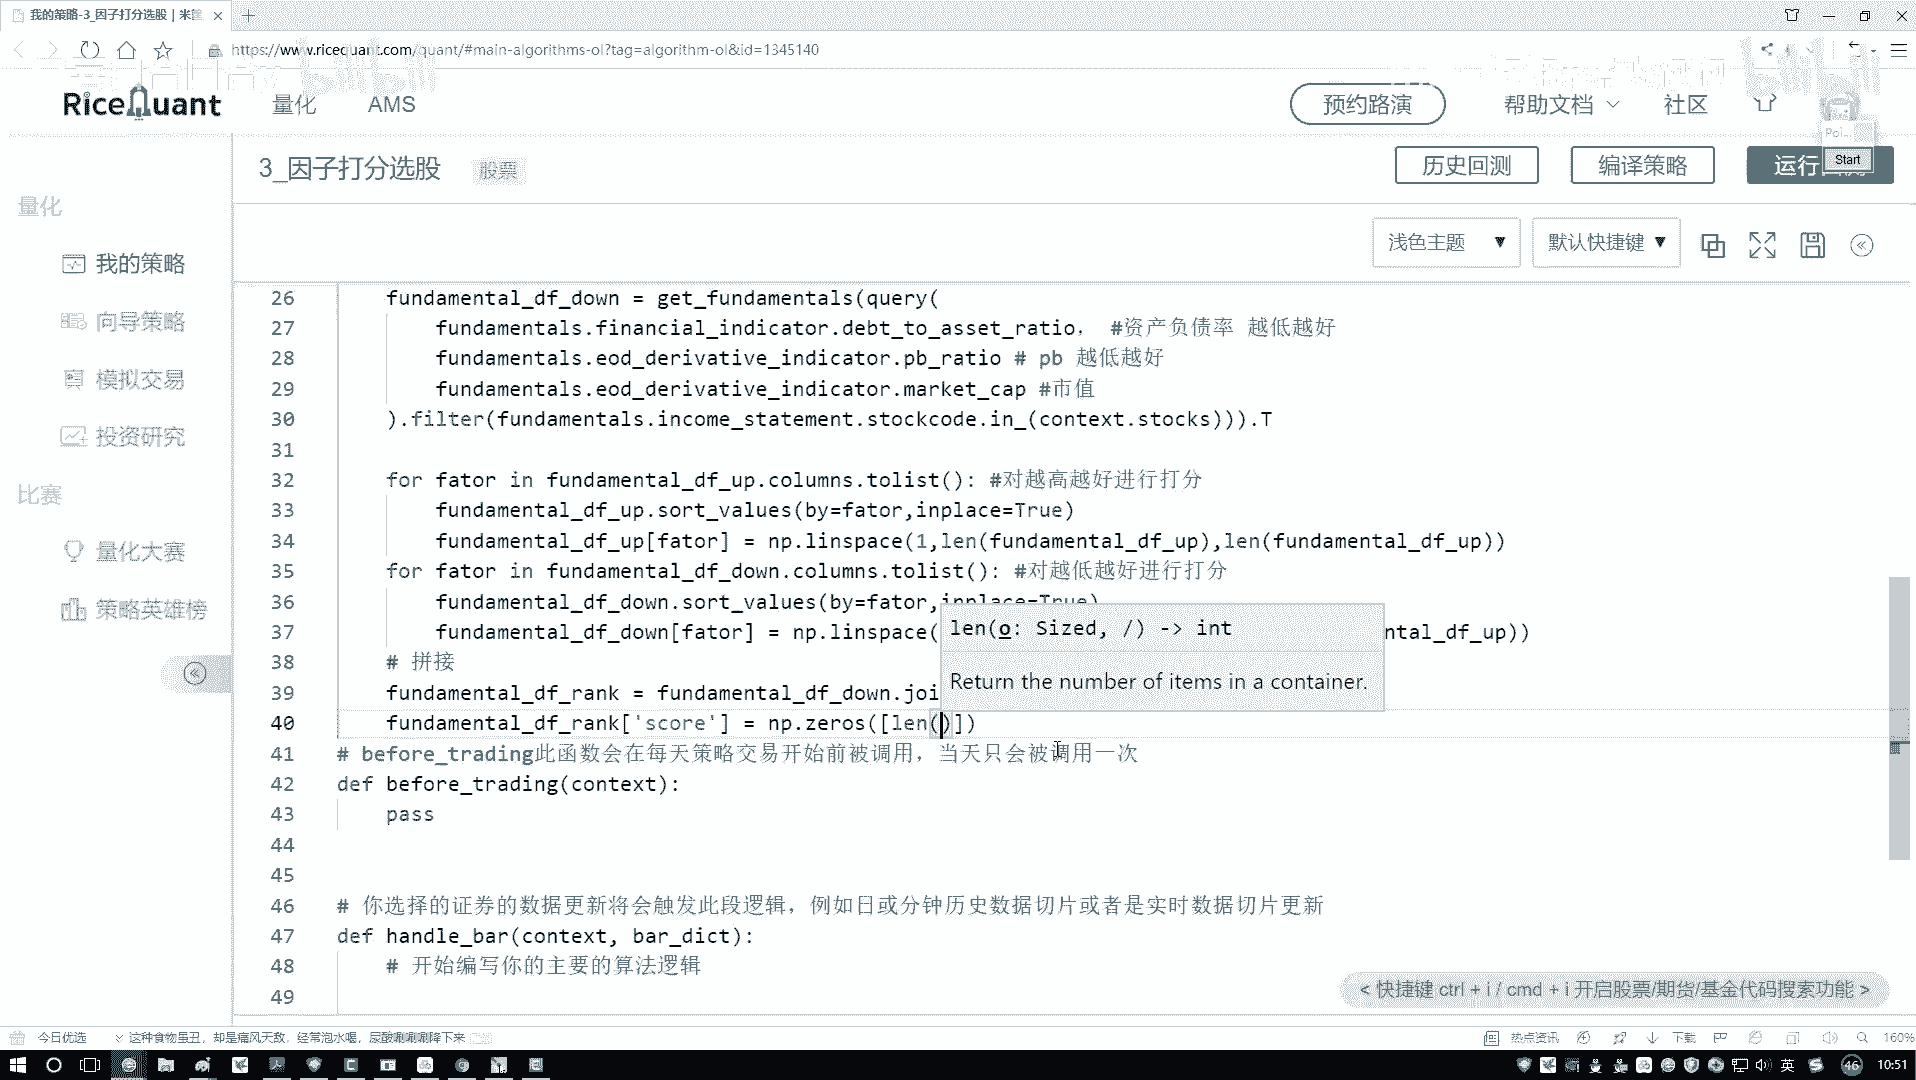 我的策略-3_因子打分选股 | 米筐
https://www.ricequant.com/quant/#main-algorithms-ol?tag=algorithm-ol&id=1345140
RiceQuant
量化
AMS
预约路演
帮助文档
社区
Poi...
Start
3_因子打分选股
股票
历史回测
编译策略
运行
浅色主题
默认快捷键
量化
我的策略
向导策略
模拟交易
投资研究
比赛
量化大赛
策略英雄榜
26 fundamental_df_down = get_fundamentals(query(
27 fundamentals.financial_indicator.debt_to_asset_ratio， #资产负债率 越低越好
28 fundamentals.eod_derivative_indicator.pb_ratio # pb 越低越好
29 fundamentals.eod_derivative_indicator.market_cap #市值
30 ).filter(fundamentals.income_statement.stockcode.in_(context.stocks))).T
31
32 for fator in fundamental_df_up.columns.tolist(): #对越高越好进行打分
33 fundamental_df_up.sort_values(by=fator,inplace=True)
34 fundamental_df_up[fator] = np.linspace(1,len(fundamental_df_up),len(fundamental_df_up))
35 for fator in fundamental_df_down.columns.tolist(): #对越低越好进行打分
36 fundamental_df_down.sort_values(by=fator,inplace=True)
37 fundamental_df_down[fator] = np.linspace( ntal_df_up))
38 # 拼接
39 fundamental_df_rank = fundamental_df_down.joi
40 fundamental_df_rank['score'] = np.zeros([len()])
len(o: Sized, /) -> int
Return the number of items in a container.
41 # before_trading此函数会在每天策略交易开始前被调用，当天只会被调用一次
42 def before_trading(context):
43 pass
44
45
46 # 你选择的证券的数据更新将会触发此段逻辑，例如日或分钟历史数据切片或者是实时数据切片更新
47 def handle_bar(context, bar_dict):
48 # 开始编写你的主要的算法逻辑
49
< 快捷键 ctrl + i / cmd + i 开启股票/期货/基金代码搜索功能 >
今日优选
这种食物虽丑，却是痛风天敌，经常泡水喝，尿酸唰唰唰降下来
热点资讯
下载
160%
英
46
10:51